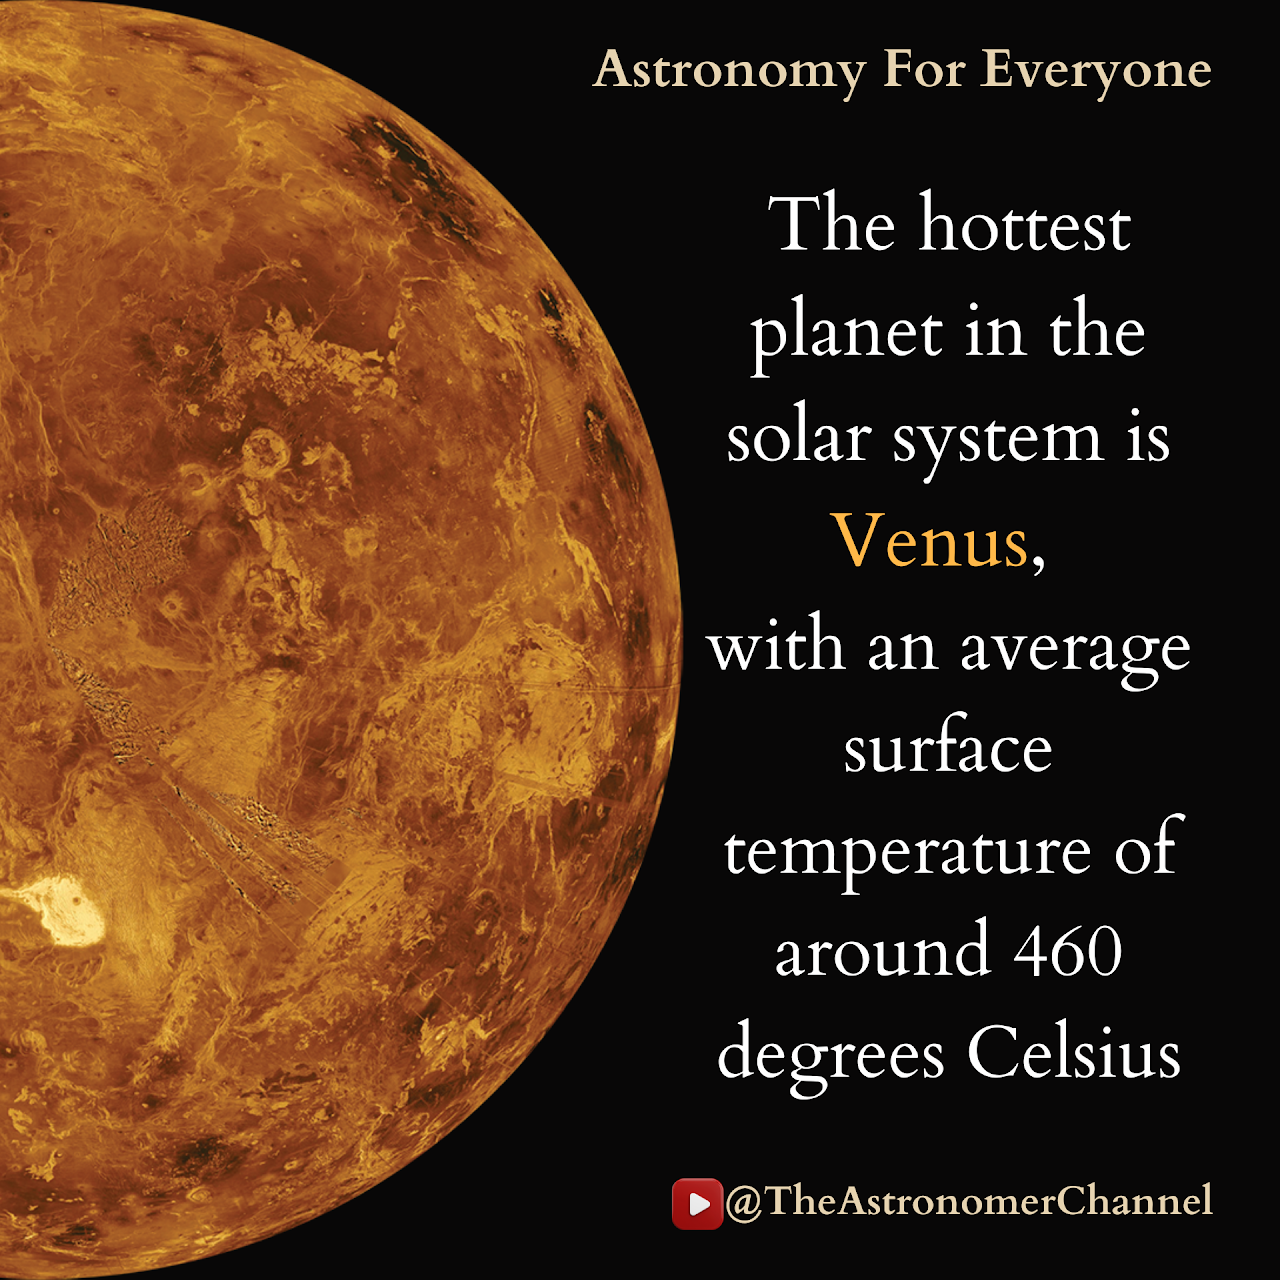 Astronomy For Everyone
The hottest
planet in the
solar system is
Venus,
with an average
surface
temperature of
around 460
degrees Celsius
@TheAstronomerChannel